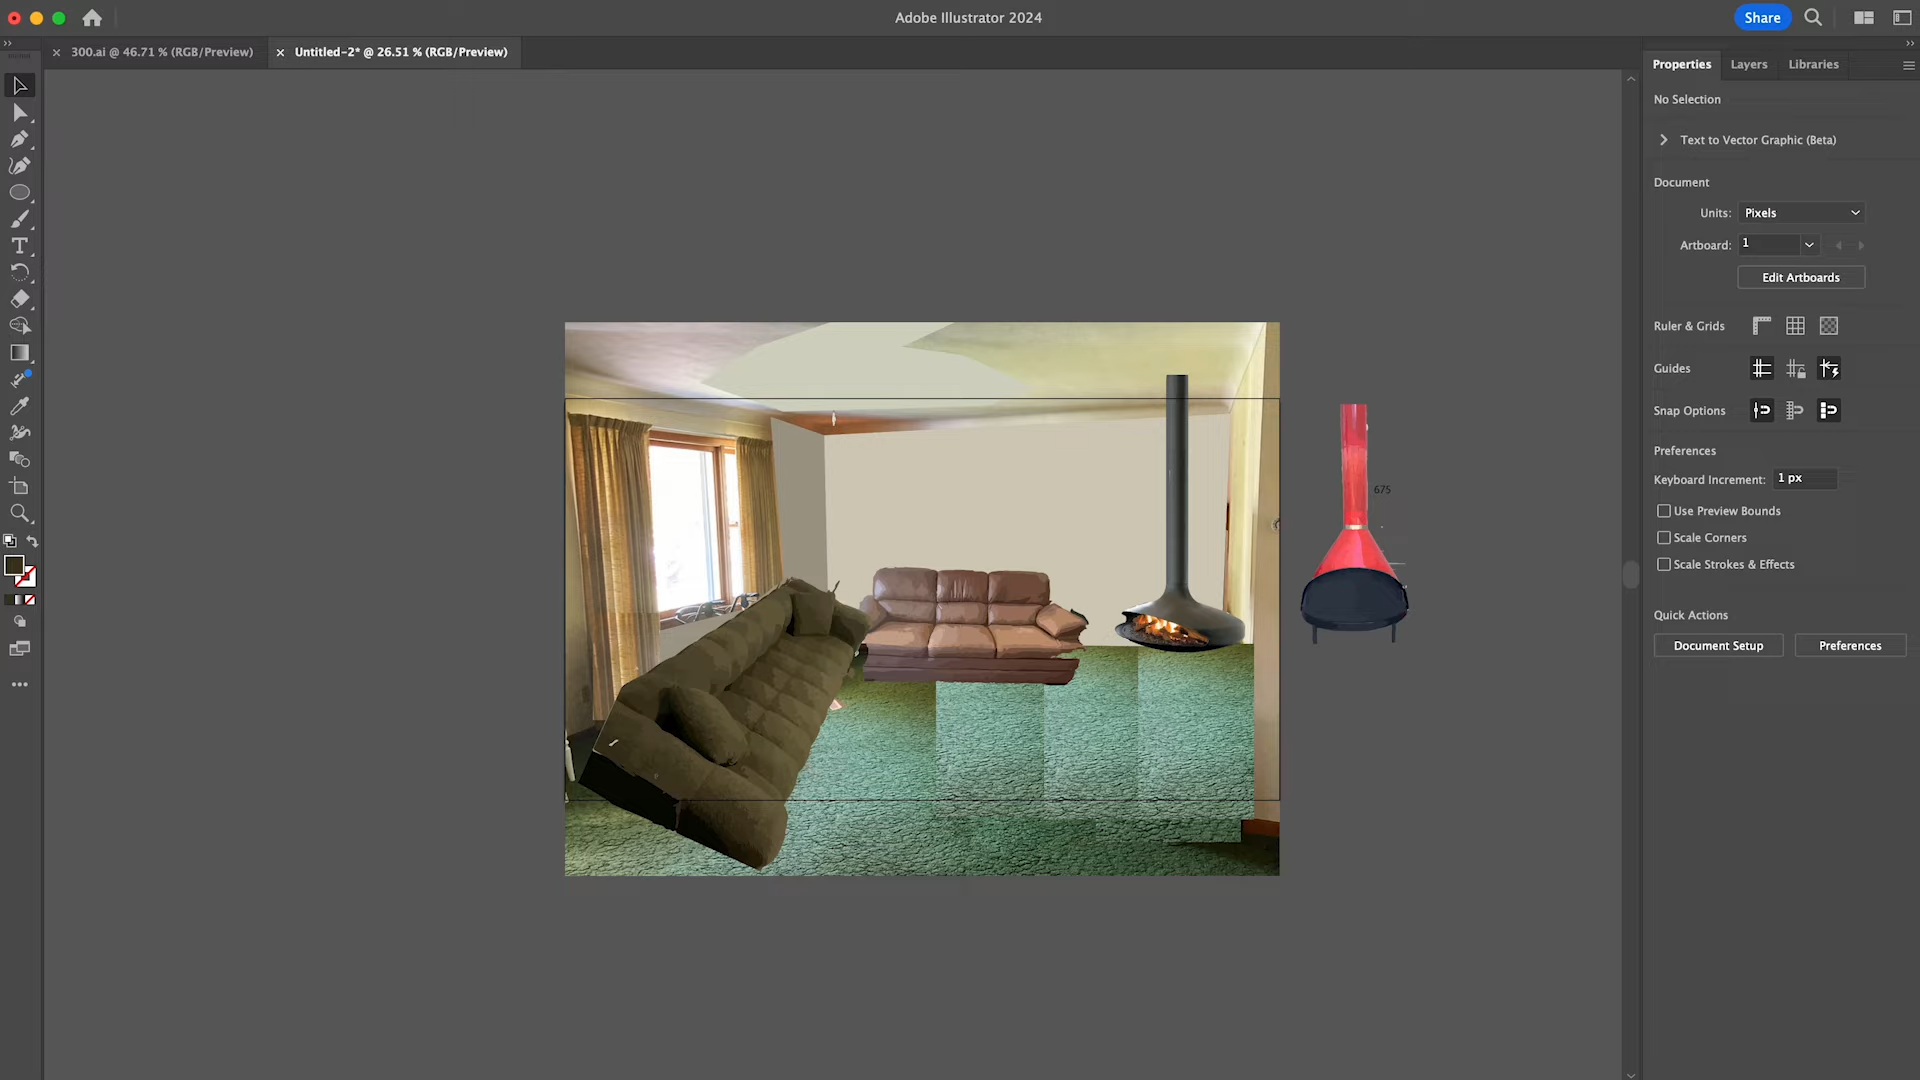 Adobe Illustrator 2024
Share
300.ai @ 46.71 % (RGB/Preview)
Untitled-2* @ 26.51 % (RGB/Preview)
Properties
Layers
Libraries
No Selection
Text to Vector Graphic (Beta)
Document
Units: Pixels
Artboard: 1
Edit Artboards
Ruler & Grids
Guides
Snap Options
Preferences
Keyboard Increment: 1 px
Use Preview Bounds
Scale Corners
Scale Strokes & Effects
Quick Actions
Document Setup
Preferences
675